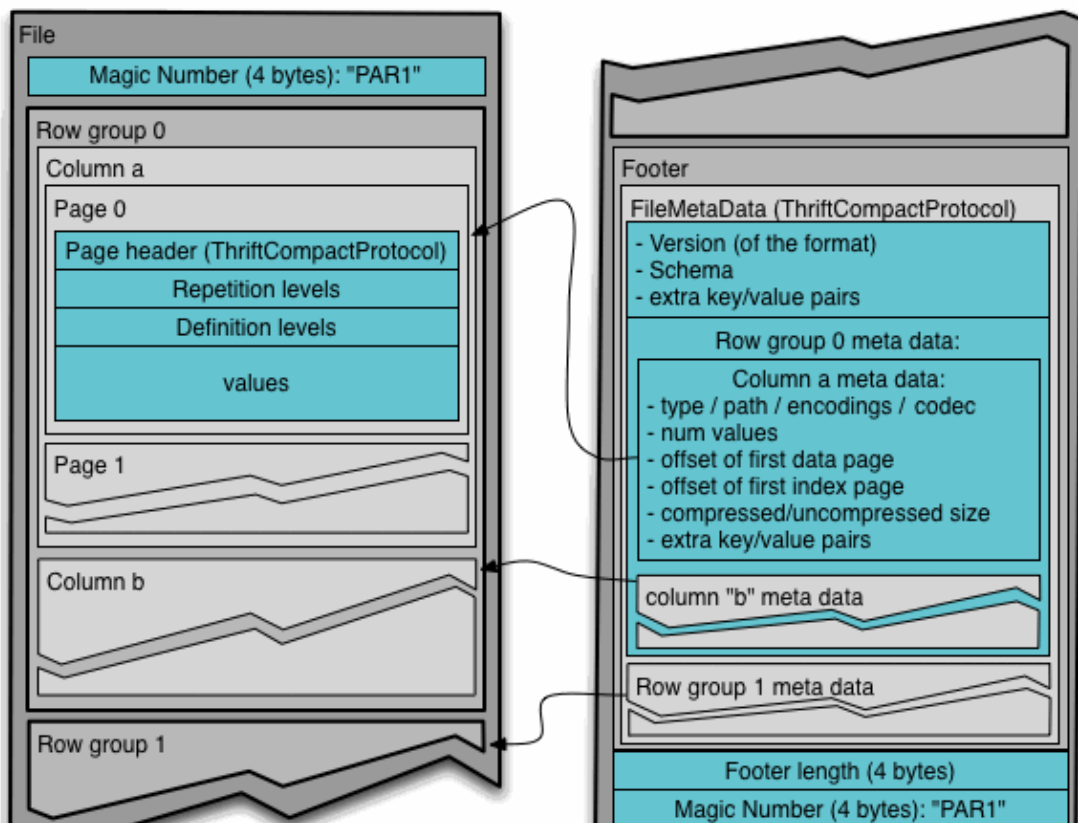 File
Magic Number (4 bytes): "PAR1"
Row group 0
Column a
Page 0
Page header (ThriftCompactProtocol)
Repetition levels
Definition levels
values
Page 1
Column b
Row group 1
Footer
FileMetaData (ThriftCompactProtocol)
- Version (of the format)
- Schema
- extra key/value pairs
Row group 0 meta data:
Column a meta data:
- type / path / encodings / codec
- num values
- offset of first data page
- offset of first index page
- compressed/uncompressed size
- extra key/value pairs
column "b" meta data
Row group 1 meta data
Footer length (4 bytes)
Magic Number (4 bytes): "PAR1"